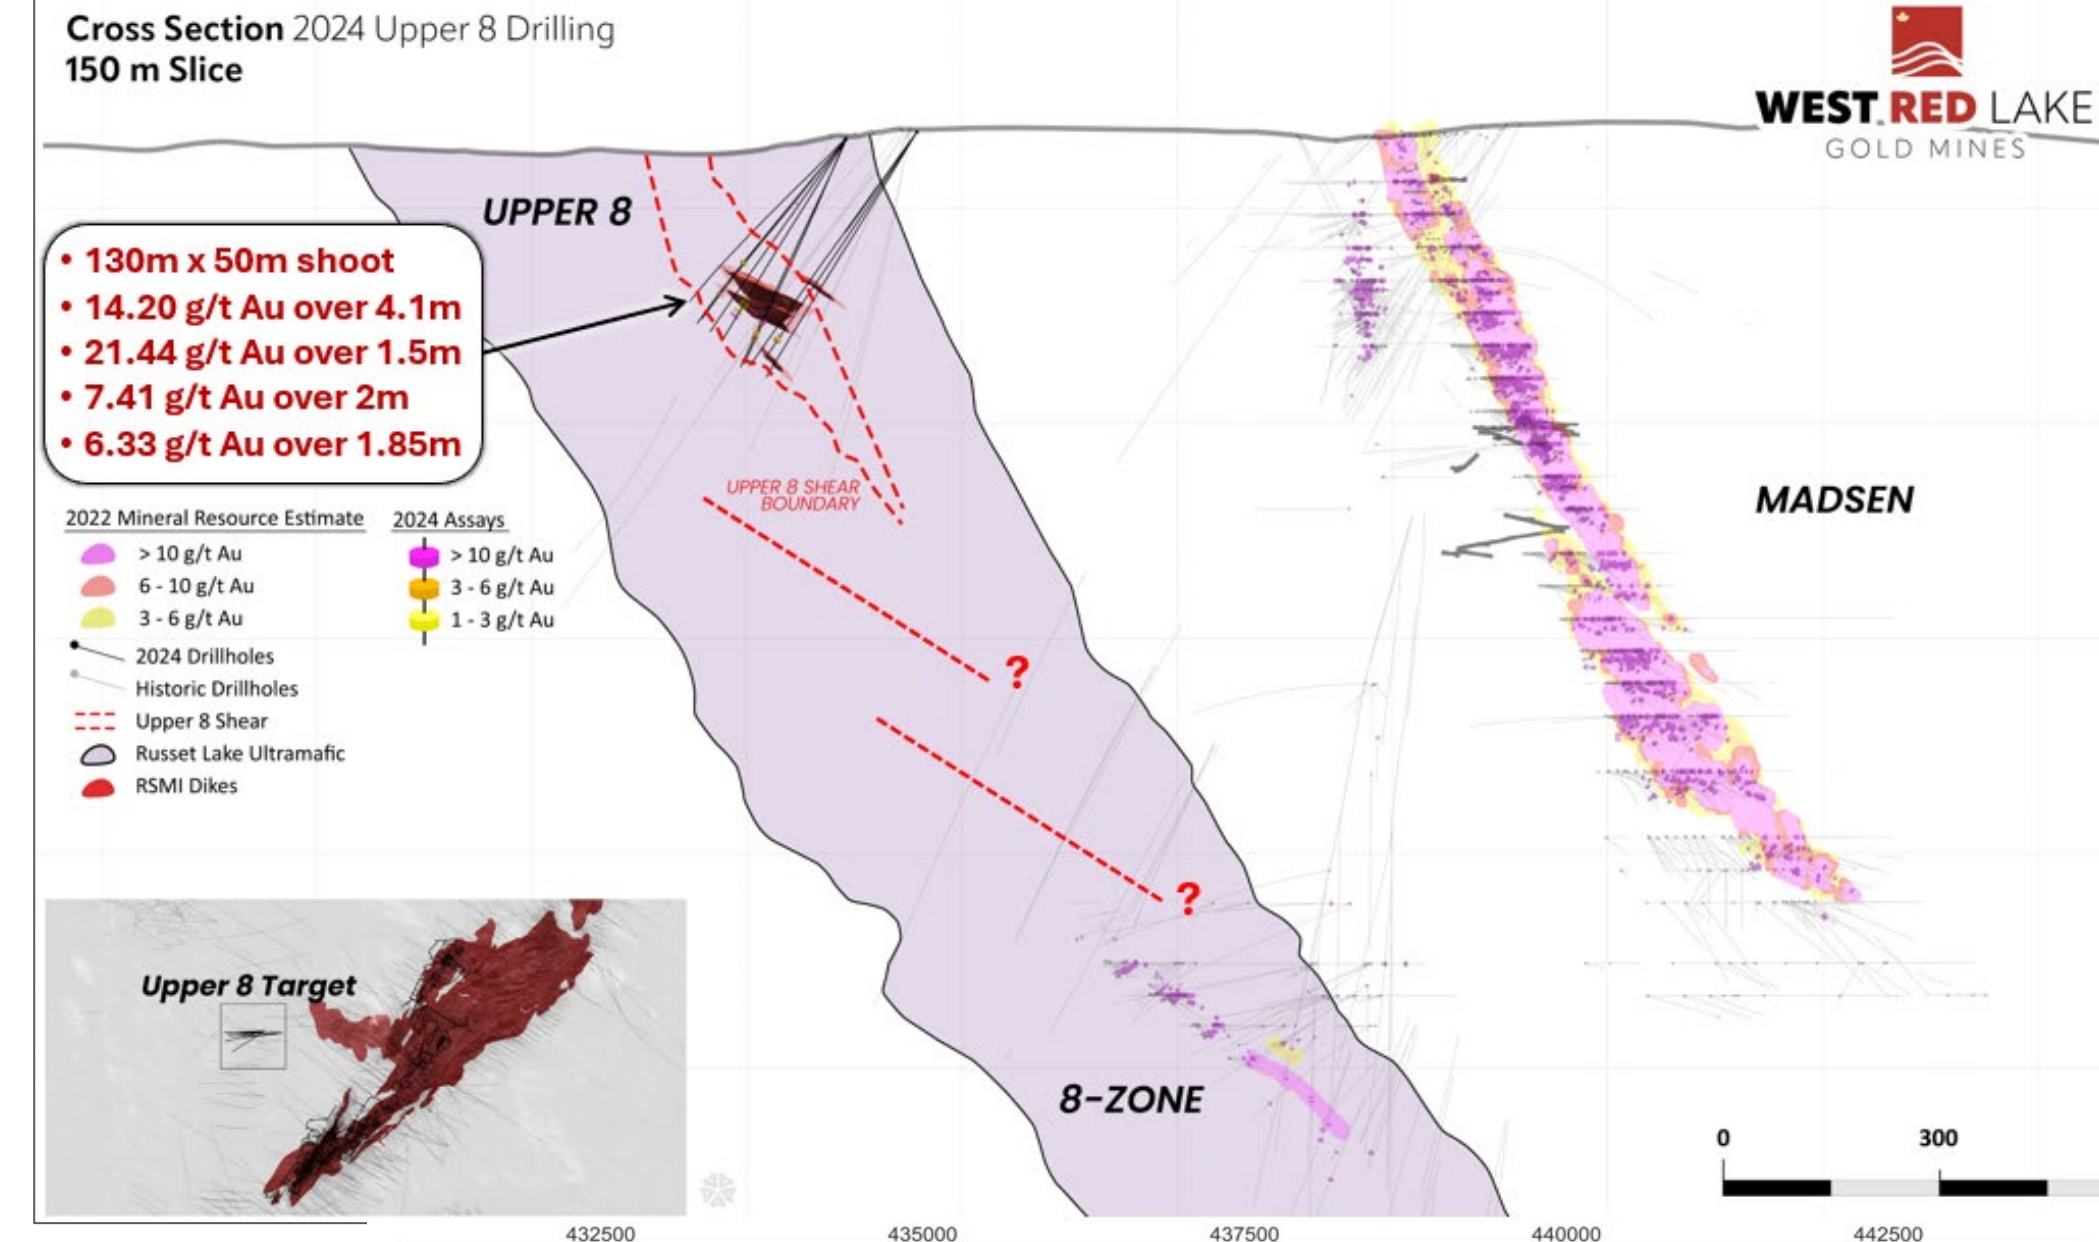 Cross Section 2024 Upper 8 Drilling
150 m Slice
WEST RED LAKE
GOLD MINES
UPPER 8
• 130m x 50m shoot
• 14.20 g/t Au over 4.1m
• 21.44 g/t Au over 1.5m
• 7.41 g/t Au over 2m
• 6.33 g/t Au over 1.85m
UPPER 8 SHEAR
BOUNDARY
MADSEN
2022 Mineral Resource Estimate
> 10 g/t Au
6 - 10 g/t Au
3 - 6 g/t Au
2024 Assays
> 10 g/t Au
3 - 6 g/t Au
1 - 3 g/t Au
2024 Drillholes
Historic Drillholes
Upper 8 Shear
Russet Lake Ultramafic
RSMI Dikes
?
?
Upper 8 Target
8-ZONE
0 300
432500 435000 437500 440000 442500